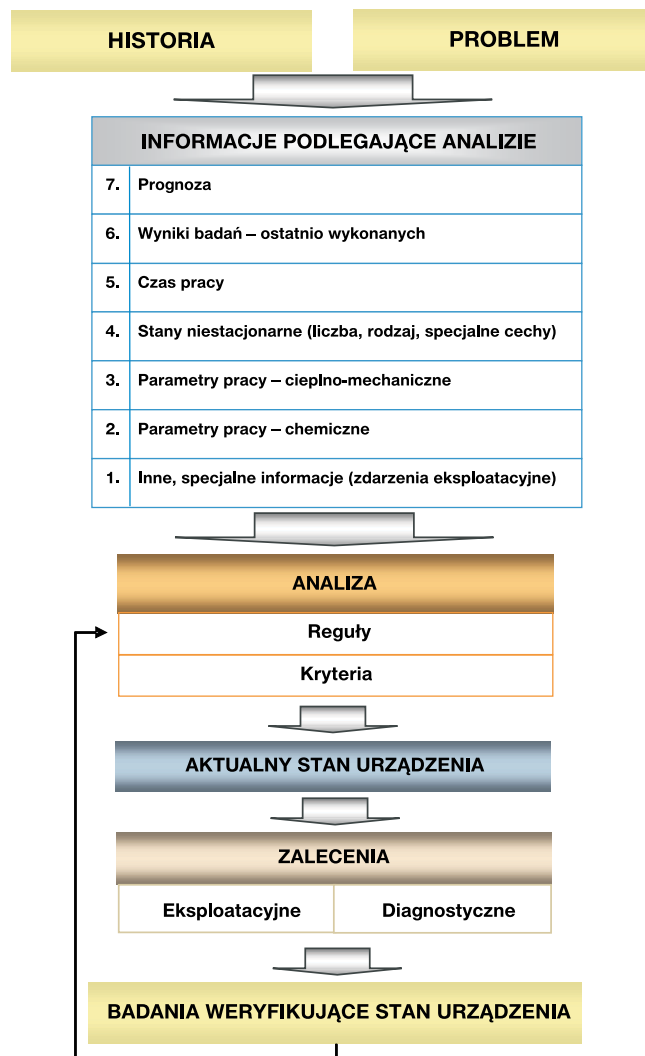 HISTORIA
PROBLEM
INFORMACJE PODLEGAJĄCE ANALIZIE
7. Prognoza
6. Wyniki badań – ostatnio wykonanych
5. Czas pracy
4. Stany niestacjonarne (liczba, rodzaj, specjalne cechy)
3. Parametry pracy – cieplno-mechaniczne
2. Parametry pracy – chemiczne
1. Inne, specjalne informacje (zdarzenia eksploatacyjne)
ANALIZA
Reguły
Kryteria
AKTUALNY STAN URZĄDZENIA
ZALECENIA
Eksploatacyjne
Diagnostyczne
BADANIA WERYFIKUJĄCE STAN URZĄDZENIA